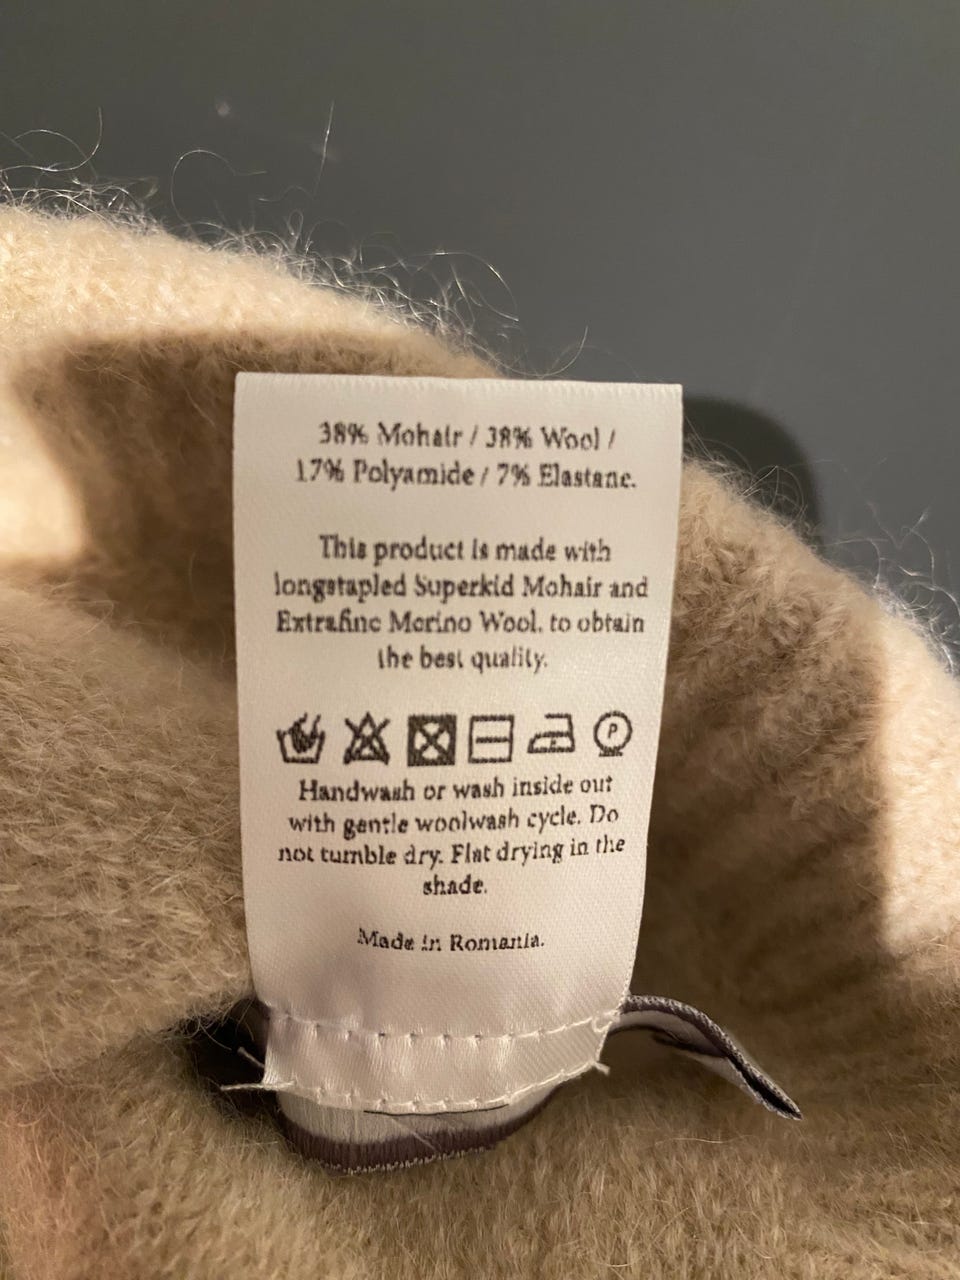 38% Mohair / 38% Wool /
17% Polyamide / 7% Elastane.
This product is made with
longstapled Superkid Mohair and
Extrafine Merino Wool, to obtain
the best quality.
P
Handwash or wash inside out
with gentle woolwash cycle. Do
not tumble dry. Flat drying in the
shade.
Made in Romania.